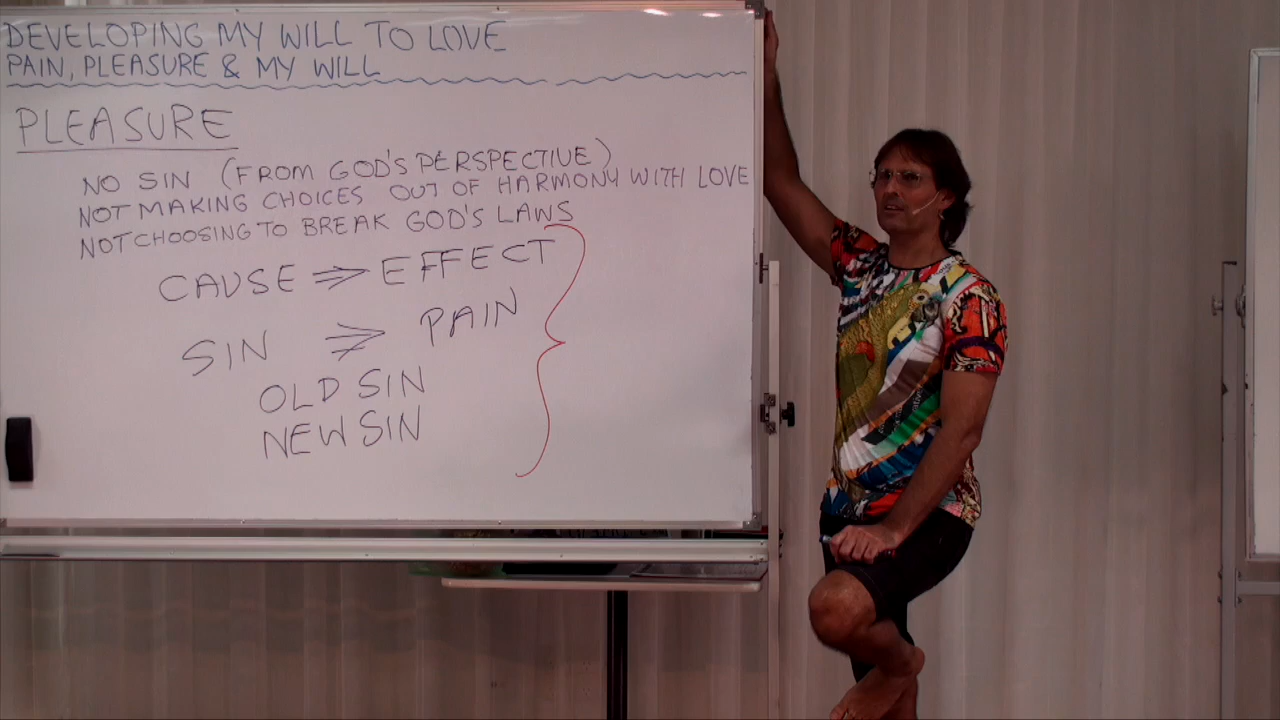 DEVELOPING MY WILL TO LOVE
PAIN, PLEASURE & MY WILL
PLEASURE
NO SIN (FROM GOD'S PERSPECTIVE)
NOT MAKING CHOICES OUT OF HARMONY WITH LOVE
NOT CHOOSING TO BREAK GOD'S LAWS
CAUSE ⇒ EFFECT
SIN ⇒ PAIN
OLD SIN
NEW SIN